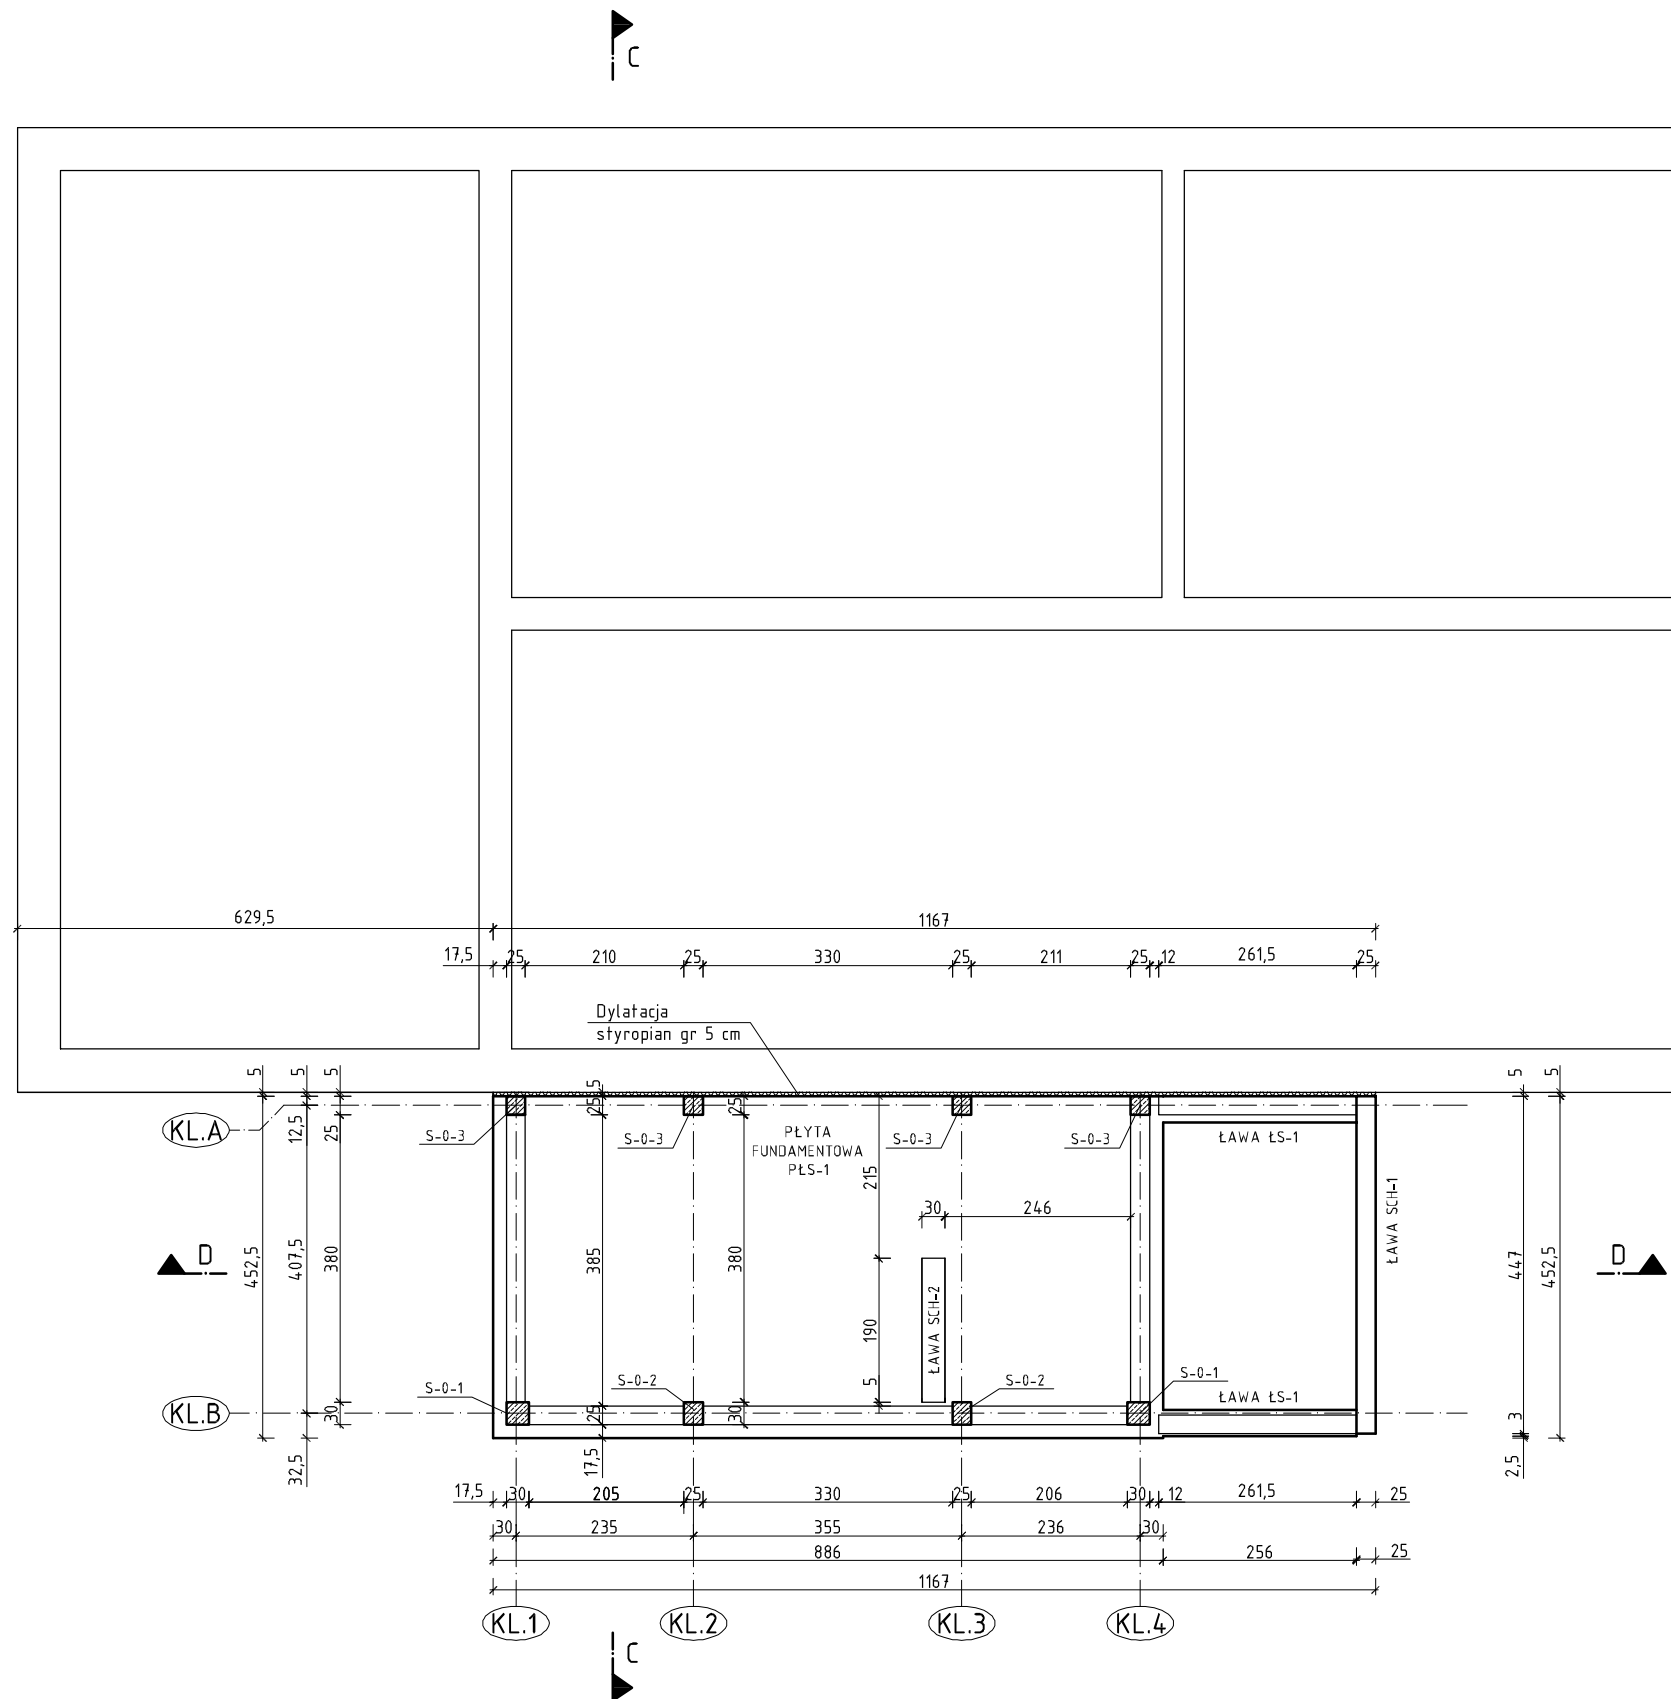 C
629,5
1167
17,5
25
210
25
330
25
211
25
12
261,5
25
Dylatacja
styropian gr 5 cm
5
5
5
5
25
25
5
5
KL.A
12,5
25
S-0-3
S-0-3
S-0-3
S-0-3
PŁYTA
FUNDAMENTOWA
PŁS-1
ŁAWA ŁS-1
215
30
246
ŁAWA SCH-1
D
452,5
407,5
380
385
380
447
452,5
D
ŁAWA SCH-2
190
5
S-0-1
S-0-2
S-0-2
S-0-1
ŁAWA ŁS-1
KL.B
30
25
30
3
32,5
17,5
2,5
17,5
30
205
25
330
25
206
30
12
261,5
25
30
235
355
236
30
886
256
25
1167
KL.1
KL.2
KL.3
KL.4
C